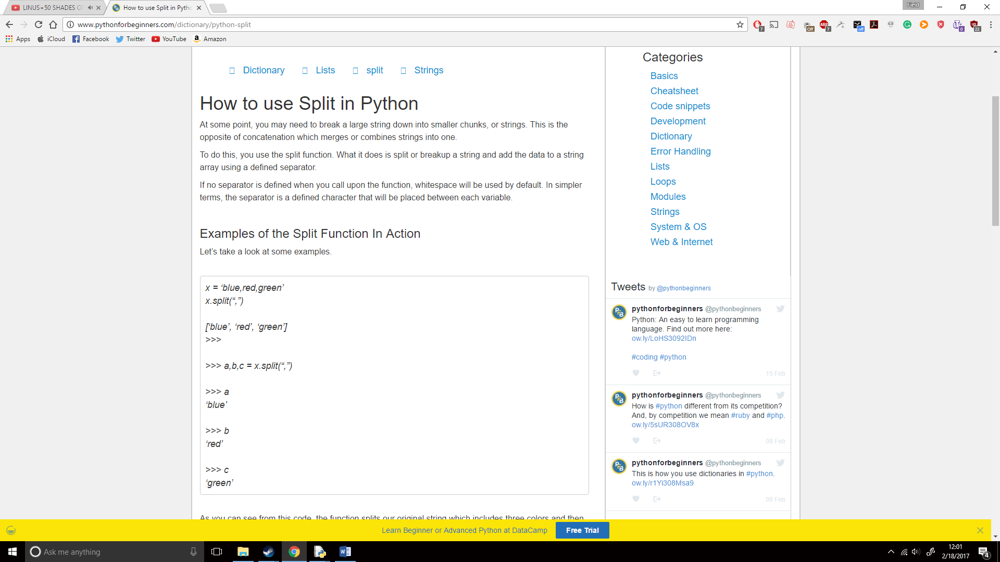 LINUS+50 SHADES O
How to use Split in Pytho
Field
www.pythonforbeginners.com/dictionary/python-split
7
Off
ABP
7
off
0
22
Apps
iCloud
Facebook
Twitter
YouTube
Amazon
Dictionary
Lists
split
Strings
How to use Split in Python
At some point, you may need to break a large string down into smaller chunks, or strings. This is the
opposite of concatenation which merges or combines strings into one.
To do this, you use the split function. What it does is split or breakup a string and add the data to a string
array using a defined separator.
If no separator is defined when you call upon the function, whitespace will be used by default. In simpler
terms, the separator is a defined character that will be placed between each variable.
Examples of the Split Function In Action
Let’s take a look at some examples.
x = ‘blue,red,green’
x.split(“,”)
[‘blue’, ‘red’, ‘green’]
>>>
>>> a,b,c = x.split(“,”)
>>> a
‘blue’
>>> b
‘red’
>>> c
‘green’
As you can see from this code, the function splits our original string which includes three colors and then
Categories
Basics
Cheatsheet
Code snippets
Development
Dictionary
Error Handling
Lists
Loops
Modules
Strings
System & OS
Web & Internet
Tweets by @pythonbeginners
pythonforbeginners @pythonbeginners
Python: An easy to learn programming
language. Find out more here:
ow.ly/LoHS3092IDn
#coding #python
15 Feb
pythonforbeginners @pythonbeginners
How is #python different from its competition?
And, by competition we mean #ruby and #php.
ow.ly/5sUR308OV8x
08 Feb
pythonforbeginners @pythonbeginners
This is how you use dictionaries in #python.
ow.ly/r1Yi308Msa9
08 Feb
Learn Beginner or Advanced Python at DataCamp
Free Trial
Ask me anything
12:01
2/18/2017
4